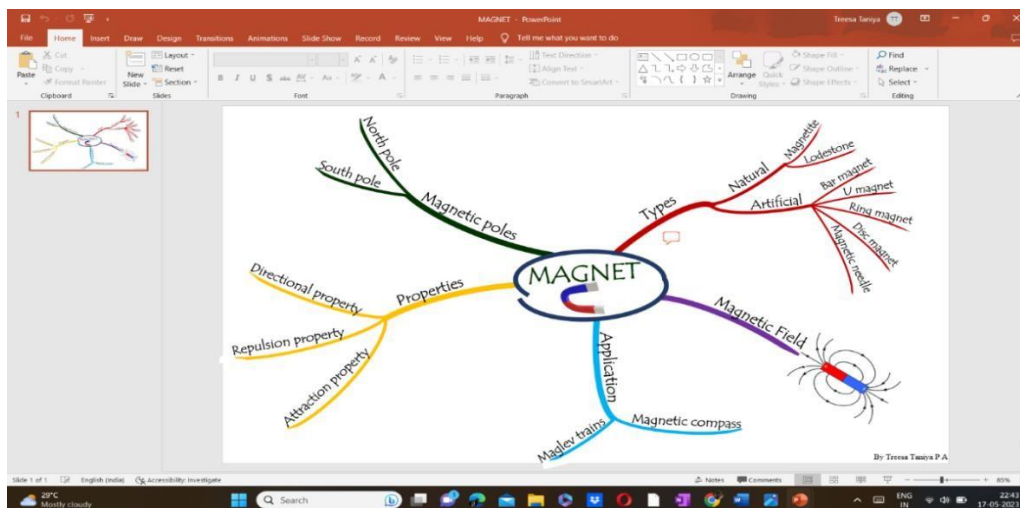 MAGNET - PowerPoint
Treesa Taniya TT
File Home Insert Draw Design Transitions Animations Slide Show Record Review View Help Tell me what you want to do
Paste
Cut
Copy
Format Painter
Clipboard
New Slide
Layout
Reset
Section
Slides
B I U S
Font
Text Direction
Align Text
Convert to SmartArt
Paragraph
Arrange
Quick Styles
Shape Fill
Shape Outline
Shape Effects
Drawing
Find
Replace
Select
Editing
1
North pole
South pole
Magnetic poles
Types
Natural
Magnetite
Lodestone
Artificial
Bar magnet
U magnet
Ring magnet
Disc magnet
Magnetic needle
MAGNET
Properties
Directional property
Repulsion property
Attraction property
Magnetic Field
Application
Magnetic compass
Maglev trains
By Treesa Taniya P A
Slide 1 of 1 English (India) Accessibility: Investigate Notes Comments 85%
29°C
Mostly cloudy
Search
ENG
IN
22:43
17-05-2023